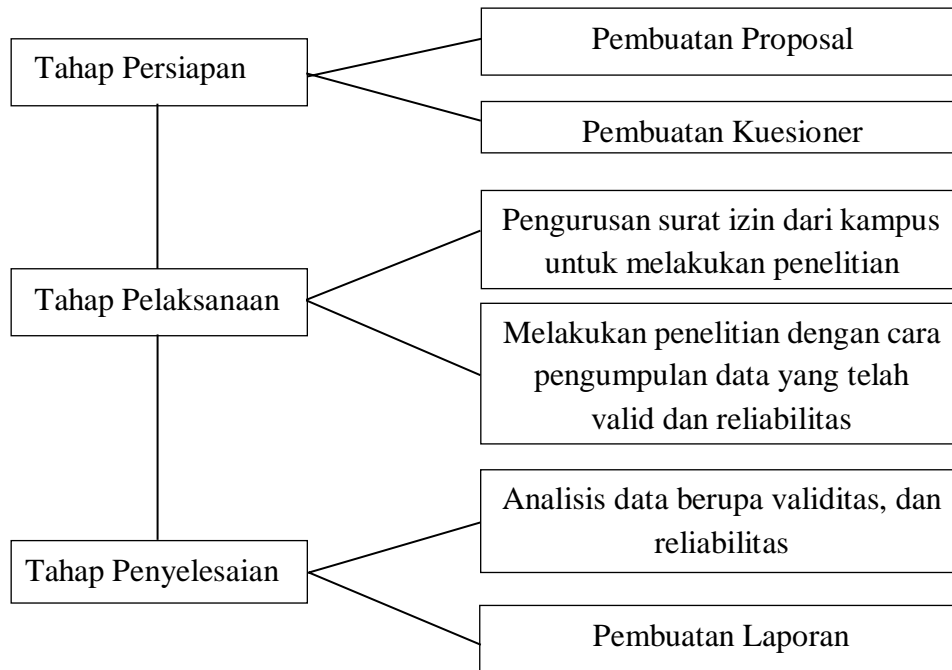 Tahap Persiapan
Pembuatan Proposal
Pembuatan Kuesioner
Tahap Pelaksanaan
Pengurusan surat izin dari kampus
untuk melakukan penelitian
Melakukan penelitian dengan cara
pengumpulan data yang telah
valid dan reliabilitas
Tahap Penyelesaian
Analisis data berupa validitas, dan
reliabilitas
Pembuatan Laporan